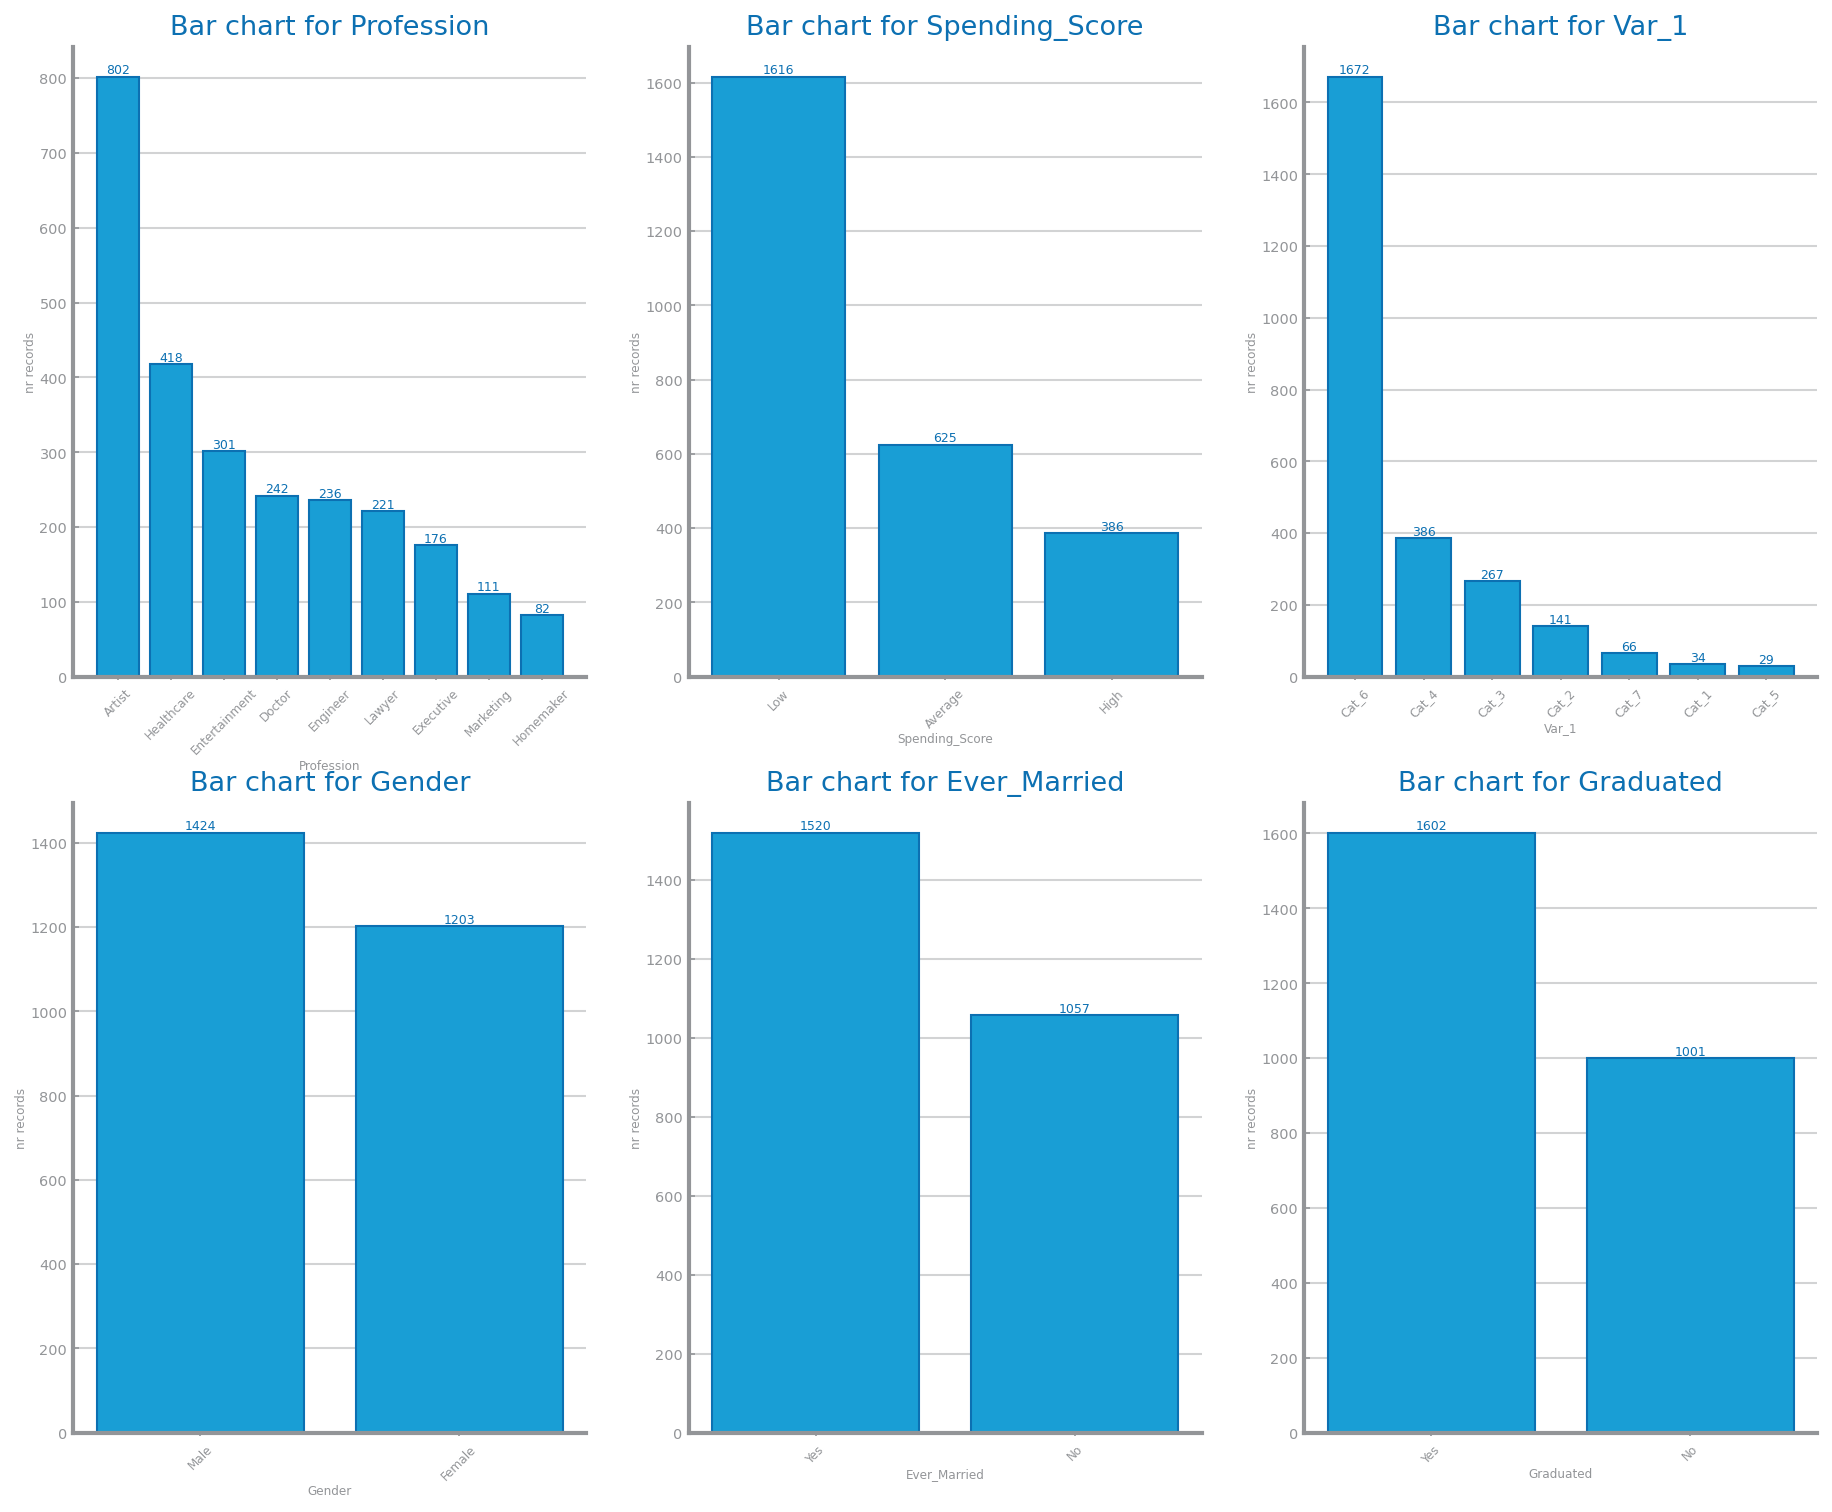 Bar chart for Profession
800
700
600
500
400
300
200
100
0
nr records
802
418
301
242
236
221
176
111
82
Artist
Healthcare
Entertainment
Doctor
Engineer
Lawyer
Executive
Marketing
Homemaker
Profession
Bar chart for Spending_Score
1600
1400
1200
1000
800
600
400
200
0
nr records
1616
625
386
Low
Average
High
Spending_Score
Bar chart for Var_1
1600
1400
1200
1000
800
600
400
200
0
nr records
1672
386
267
141
66
34
29
Cat_6
Cat_4
Cat_3
Cat_2
Cat_7
Cat_1
Cat_5
Var_1
Bar chart for Gender
1400
1200
1000
800
600
400
200
0
nr records
1424
1203
Male
Female
Gender
Bar chart for Ever_Married
1400
1200
1000
800
600
400
200
0
nr records
1520
1057
Yes
No
Ever_Married
Bar chart for Graduated
1600
1400
1200
1000
800
600
400
200
0
nr records
1602
1001
Yes
No
Graduated